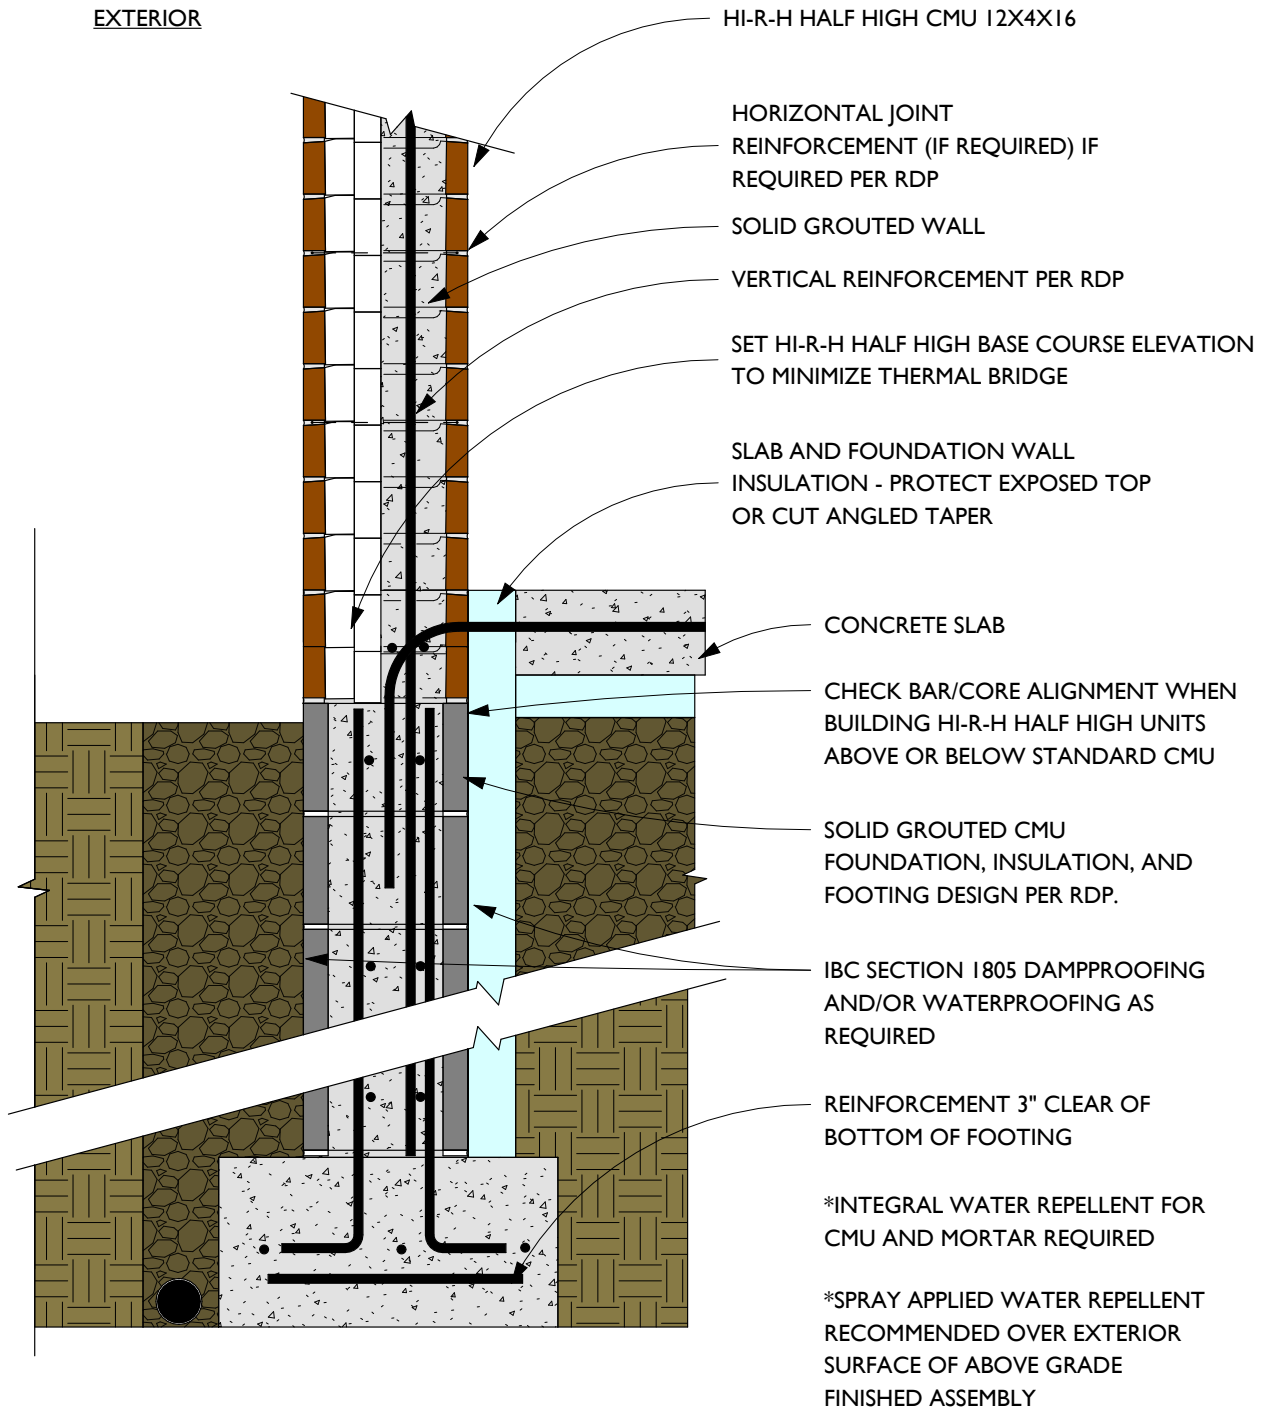 EXTERIOR
HI-R-H HALF HIGH CMU 12X4X16
HORIZONTAL JOINT
REINFORCEMENT (IF REQUIRED) IF
REQUIRED PER RDP
SOLID GROUTED WALL
VERTICAL REINFORCEMENT PER RDP
SET HI-R-H HALF HIGH BASE COURSE ELEVATION
TO MINIMIZE THERMAL BRIDGE
SLAB AND FOUNDATION WALL
INSULATION - PROTECT EXPOSED TOP
OR CUT ANGLED TAPER
CONCRETE SLAB
CHECK BAR/CORE ALIGNMENT WHEN
BUILDING HI-R-H HALF HIGH UNITS
ABOVE OR BELOW STANDARD CMU
SOLID GROUTED CMU
FOUNDATION, INSULATION, AND
FOOTING DESIGN PER RDP.
IBC SECTION 1805 DAMPPROOFING
AND/OR WATERPROOFING AS
REQUIRED
REINFORCEMENT 3" CLEAR OF
BOTTOM OF FOOTING
*INTEGRAL WATER REPELLENT FOR
CMU AND MORTAR REQUIRED
*SPRAY APPLIED WATER REPELLENT
RECOMMENDED OVER EXTERIOR
SURFACE OF ABOVE GRADE
FINISHED ASSEMBLY